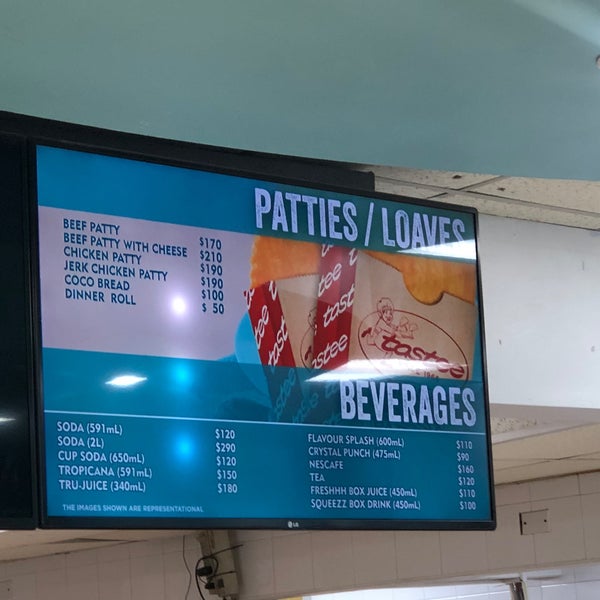 PATTIES / LOAVES
BEEF PATTY $170
BEEF PATTY WITH CHEESE $210
CHICKEN PATTY $190
JERK CHICKEN PATTY $190
COCO BREAD $100
DINNER ROLL $ 50
tastee
tastee
BEVERAGES
SODA (591mL) $120
SODA (2L) $290
CUP SODA (650mL) $120
TROPICANA (591mL) $150
TRU-JUICE (340mL) $180
FLAVOUR SPLASH (600mL) $110
CRYSTAL PUNCH (475mL) $90
NESCAFE $160
TEA $120
FRESHHH BOX JUICE (450mL) $110
SQUEEZZ BOX DRINK (450mL) $100
THE IMAGES SHOWN ARE REPRESENTATIONAL
LG